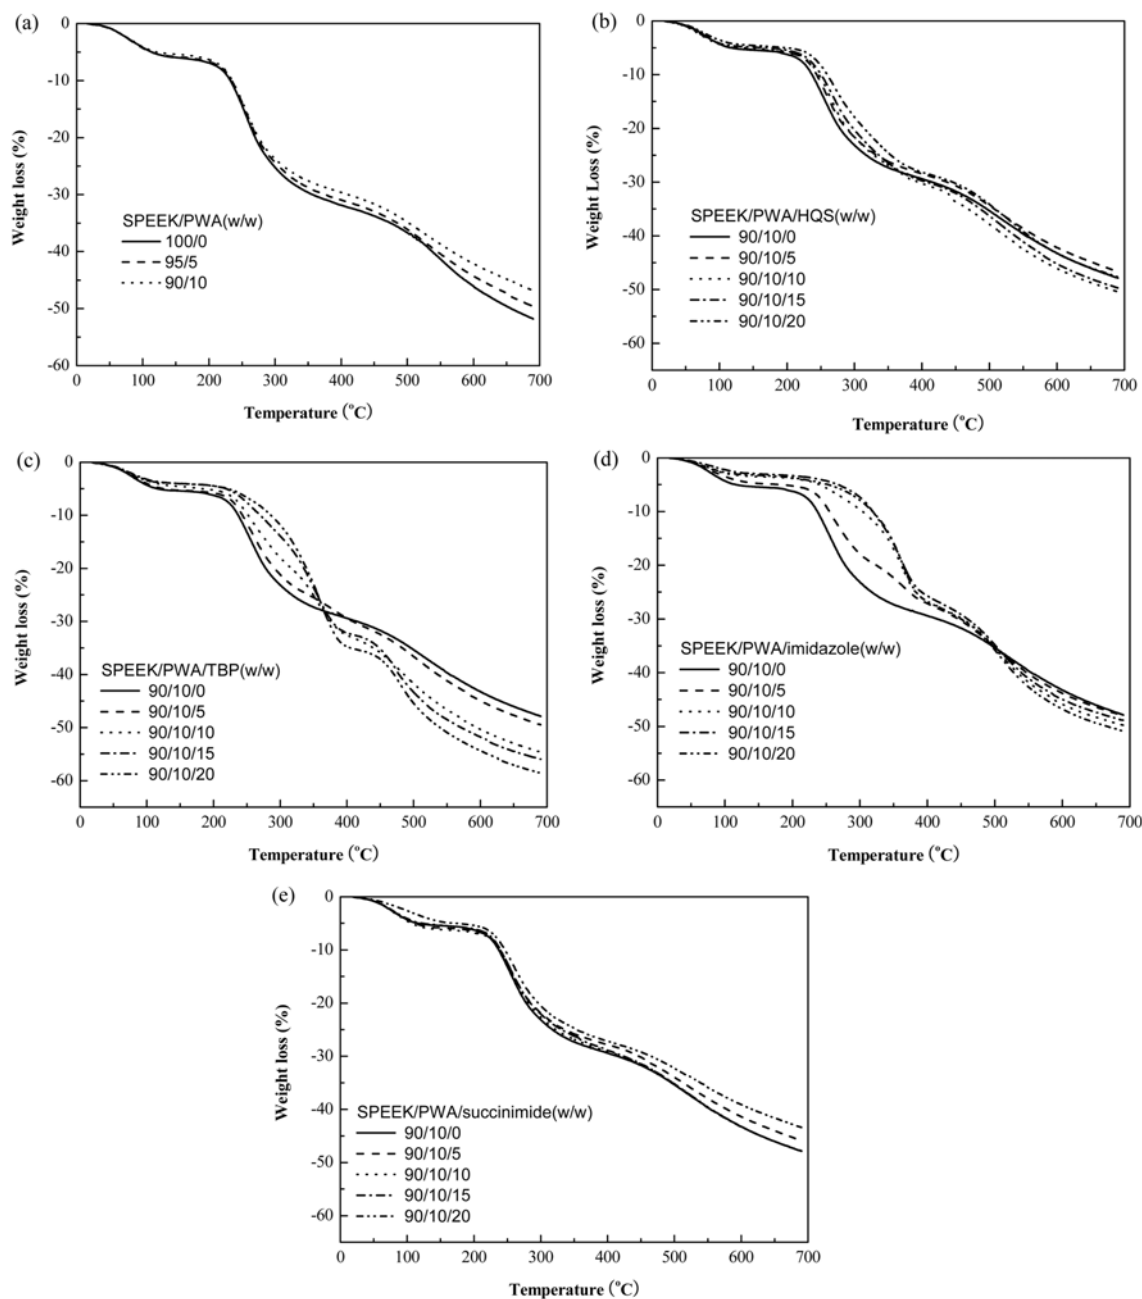 (a)
0
-10
-20
-30
-40
-50
-60
Weight loss (%)
SPEEK/PWA(w/w)
100/0
95/5
90/10
0 100 200 300 400 500 600 700
Temperature (°C)
(b)
0
-10
-20
-30
-40
-50
-60
Weight Loss (%)
SPEEK/PWA/HQS(w/w)
90/10/0
90/10/5
90/10/10
90/10/15
90/10/20
0 100 200 300 400 500 600 700
Temperature (°C)
(c)
0
-10
-20
-30
-40
-50
-60
Weight loss (%)
SPEEK/PWA/TBP(w/w)
90/10/0
90/10/5
90/10/10
90/10/15
90/10/20
0 100 200 300 400 500 600 700
Temperature (°C)
(d)
0
-10
-20
-30
-40
-50
-60
Weight loss (%)
SPEEK/PWA/imidazole(w/w)
90/10/0
90/10/5
90/10/10
90/10/15
90/10/20
0 100 200 300 400 500 600 700
Temperature (°C)
(e)
0
-10
-20
-30
-40
-50
-60
Weight loss (%)
SPEEK/PWA/succinimide(w/w)
90/10/0
90/10/5
90/10/10
90/10/15
90/10/20
0 100 200 300 400 500 600 700
Temperature (°C)